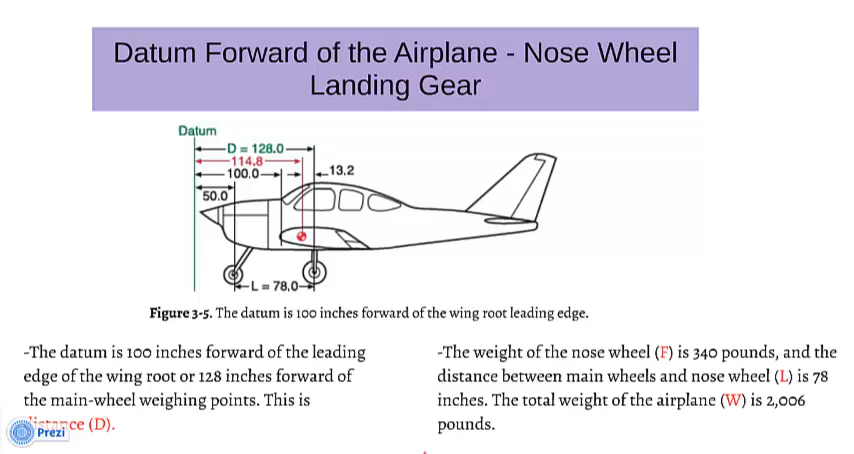 Datum Forward of the Airplane - Nose Wheel
Landing Gear
Datum
D = 128.0
114.8
100.0
13.2
50.0
L = 78.0
Figure 3-5. The datum is 100 inches forward of the wing root leading edge.
-The datum is 100 inches forward of the leading
edge of the wing root or 128 inches forward of
the main-wheel weighing points. This is
distance (D).
-The weight of the nose wheel (F) is 340 pounds, and the
distance between main wheels and nose wheel (L) is 78
inches. The total weight of the airplane (W) is 2,006
pounds.
Prezi